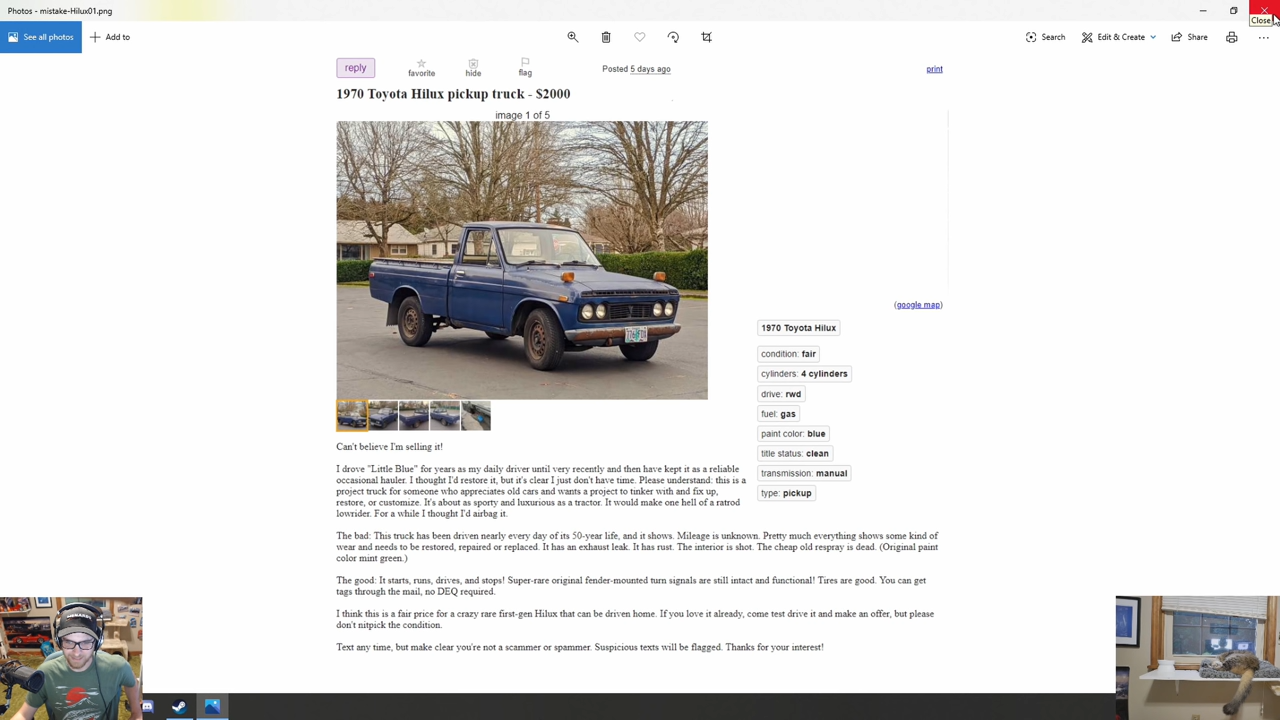 Photos - mistake-Hilux01.png
Close
See all photos
Add to
Search
Edit & Create
Share
reply
favorite
hide
flag
Posted 5 days ago
print
1970 Toyota Hilux pickup truck - $2000
image 1 of 5
(google map)
1970 Toyota Hilux
condition: fair
cylinders: 4 cylinders
drive: rwd
fuel: gas
paint color: blue
title status: clean
transmission: manual
type: pickup
Can't believe I'm selling it!
I drove "Little Blue" for years as my daily driver until very recently and then have kept it as a reliable
occasional hauler. I thought I'd restore it, but it's clear I just don't have time. Please understand: this is a
project truck for someone who appreciates old cars and wants a project to tinker with and fix up,
restore, or customize. It's about as sporty and luxurious as a tractor. It would make one hell of a ratrod
lowrider. For a while I thought I'd airbag it.
The bad: This truck has been driven nearly every day of its 50-year life, and it shows. Mileage is unknown. Pretty much everything shows some kind of
wear and needs to be restored, repaired or replaced. It has an exhaust leak. It has rust. The interior is shot. The cheap old respray is dead. (Original paint
color mint green.)
The good: It starts, runs, drives, and stops! Super-rare original fender-mounted turn signals are still intact and functional! Tires are good. You can get
tags through the mail, no DEQ required.
I think this is a fair price for a crazy rare first-gen Hilux that can be driven home. If you love it already, come test drive it and make an offer, but please
don't nitpick the condition.
Text any time, but make clear you're not a scammer or spammer. Suspicious texts will be flagged. Thanks for your interest!